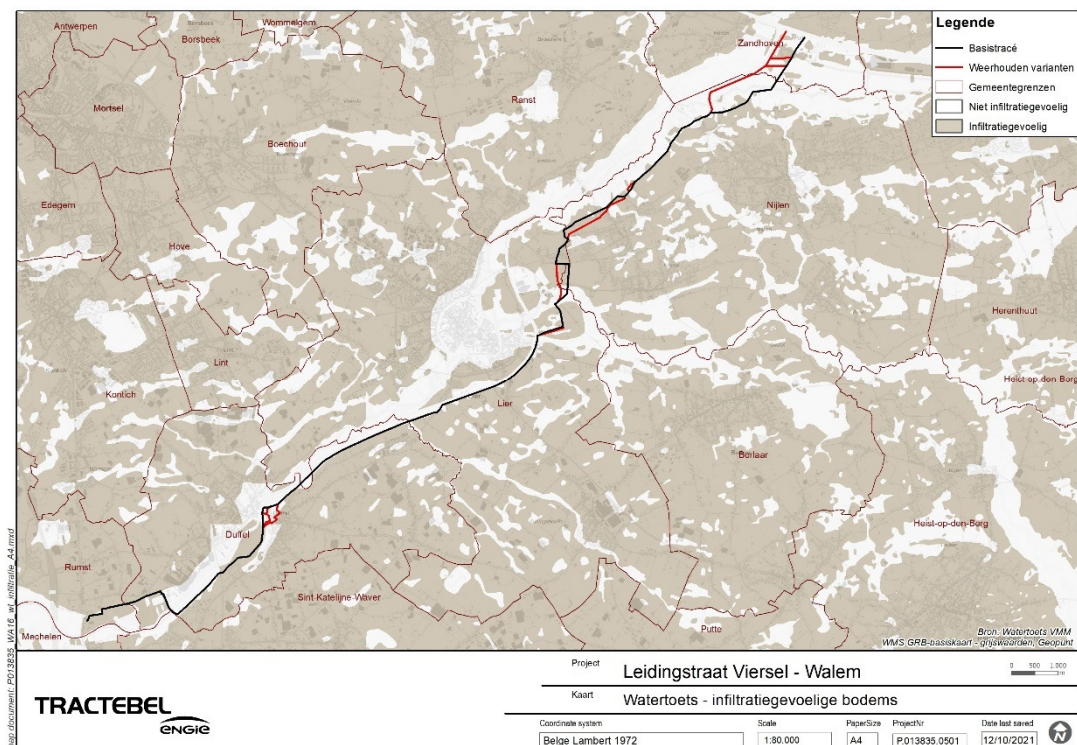 Antwerpen
Wommelgem
Borsbeek
Zandhoven
Mortsel
Ranst
Boechout
Edegem
Nijlen
Hove
Herenthout
Lint
Heist-op-den-Berg
Kontich
Lier
Berlaar
Heist-op-den-Berg
Duffel
Rumst
Sint-Katelijne-Waver
Putte
Mechelen
Legende
Basistracé
Weerhouden varianten
Gemeentegrenzen
Niet infiltratiegevoelig
Infiltratiegevoelig
Bron: Watertoets VMM
WMS GRB-basiskaart - grijswaarden, Geopunt
map document: P013835_WA16_wt_infiltratie_A4.mxd
TRACTEBEL
ENGIE
Project
Leidingstraat Viersel - Walem
0 500 1.000
m
Kaart
Watertoets - infiltratiegevoelige bodems
Coordinate system
Scale
PaperSize
ProjectNr
Date last saved
Belge Lambert 1972
1:80.000
A4
P.013835.0501
12/10/2021
N